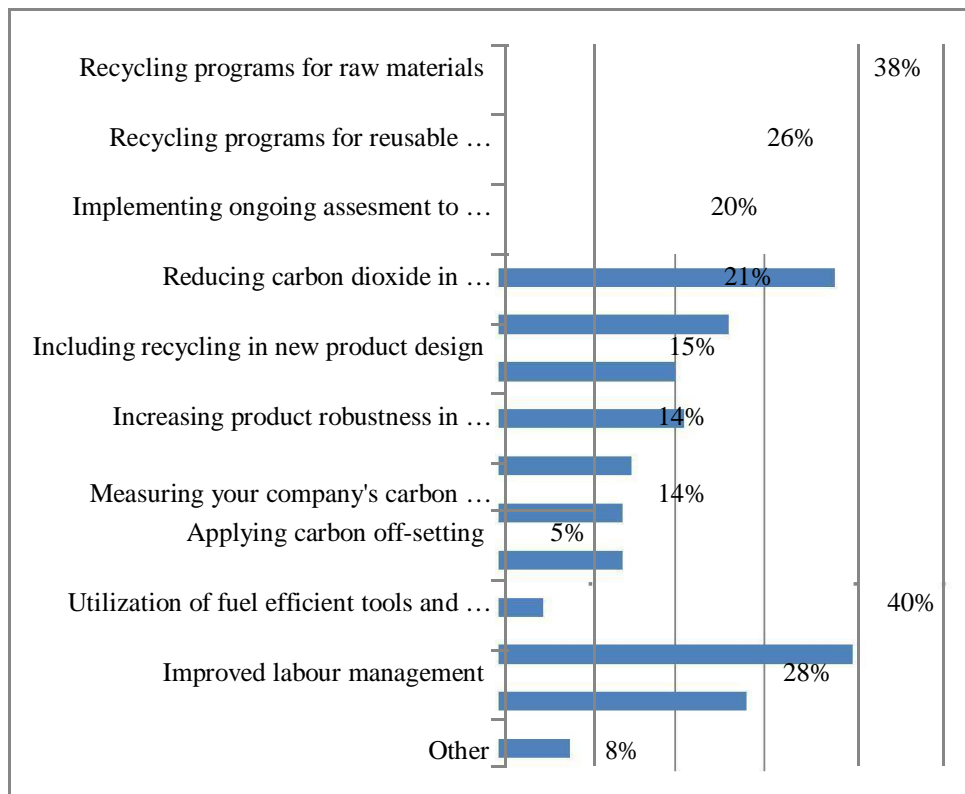 Recycling programs for raw materials 38%
Recycling programs for reusable … 26%
Implementing ongoing assesment to … 20%
Reducing carbon dioxide in … 21%
Including recycling in new product design 15%
Increasing product robustness in … 14%
Measuring your company's carbon … 14%
Applying carbon off-setting 5%
Utilization of fuel efficient tools and … 40%
Improved labour management 28%
Other 8%